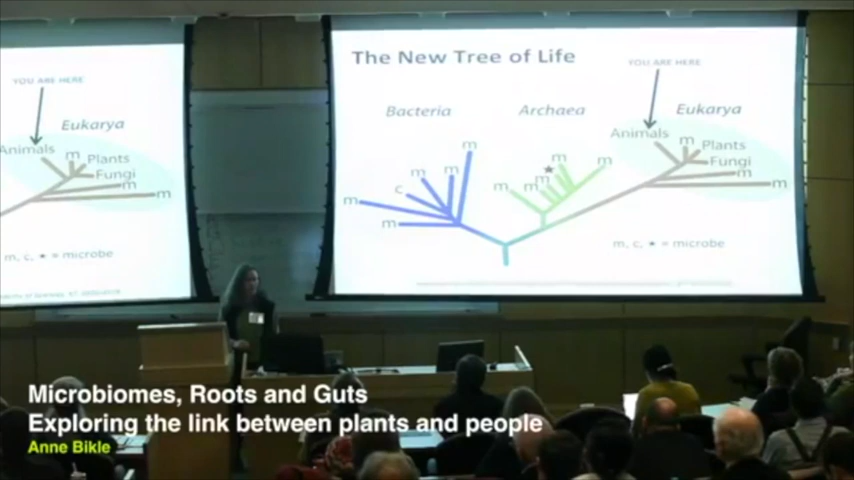 YOU ARE HERE
Eukarya
Animals
m
Plants
Fungi
m
m
m, c, ★ = microbe
The New Tree of Life
YOU ARE HERE
Bacteria
Archaea
Eukarya
Animals
m
Plants
Fungi
m
m
m
m
m
c
m
m
m
★
m
m
m
m
m, c, ★ = microbe
Microbiomes, Roots and Guts
Exploring the link between plants and people
Anne Bikle